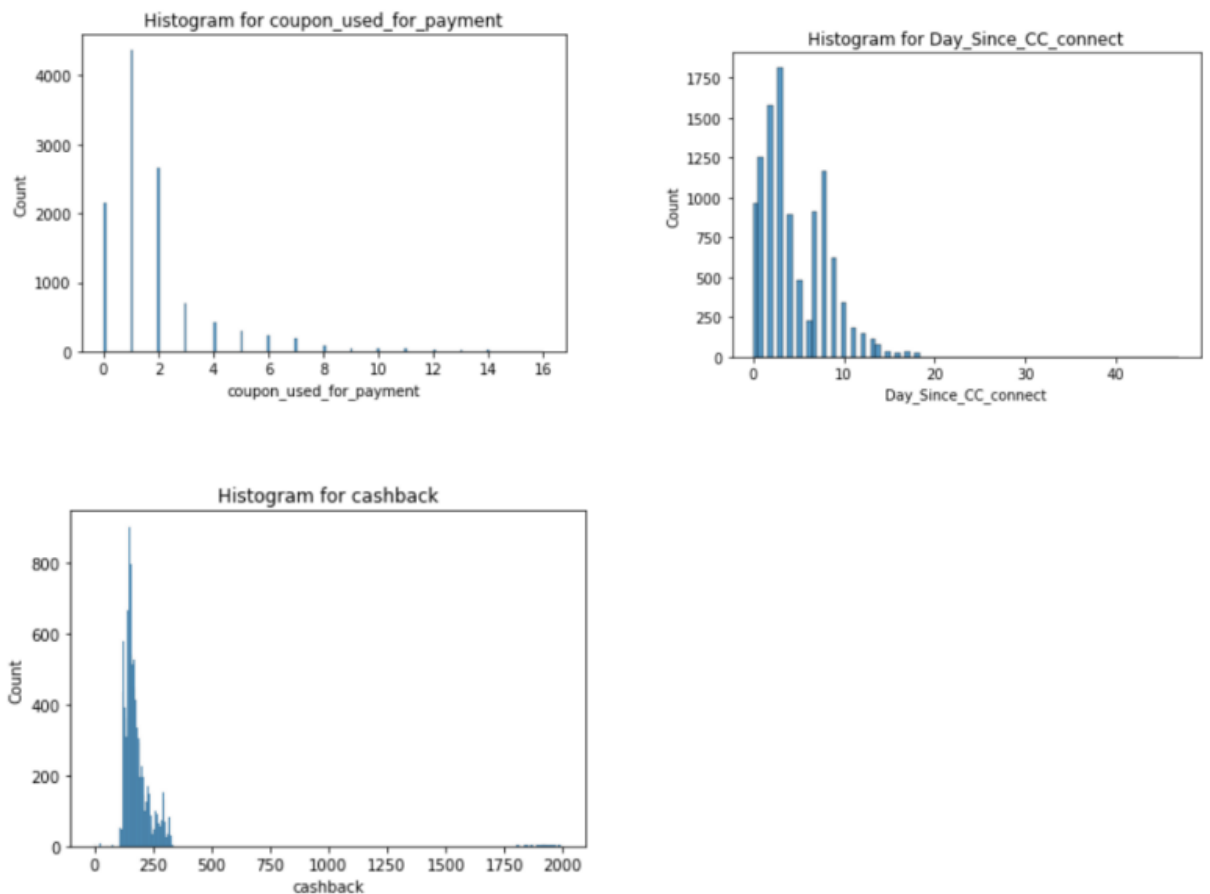 Histogram for coupon_used_for_payment
Count
4000
3000
2000
1000
0
0 2 4 6 8 10 12 14 16
coupon_used_for_payment
Histogram for Day_Since_CC_connect
Count
1750
1500
1250
1000
750
500
250
0
0 10 20 30 40
Day_Since_CC_connect
Histogram for cashback
Count
800
600
400
200
0
0 250 500 750 1000 1250 1500 1750 2000
cashback